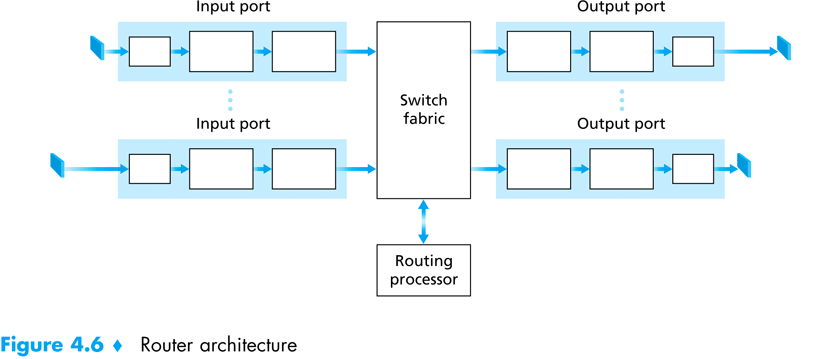 Input port
Output port
Switch
fabric
Input port
Output port
Routing
processor
Figure 4.6 ♦ Router architecture